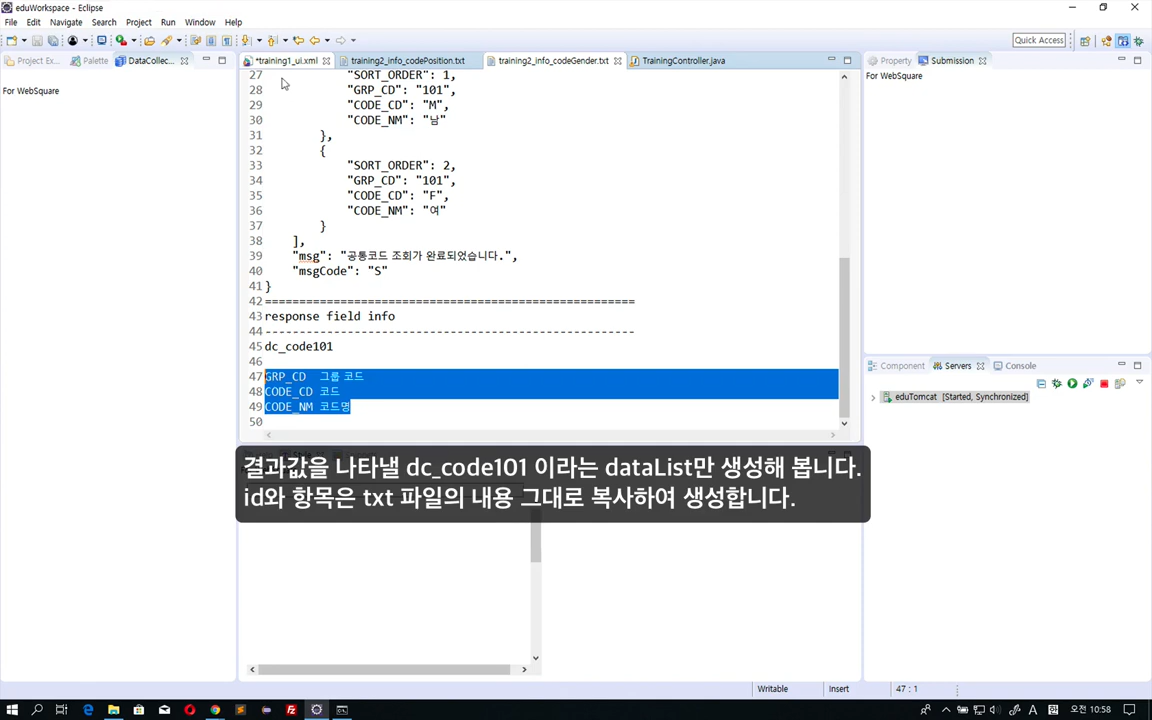 eduWorkspace - Eclipse
File Edit Navigate Search Project Run Window Help
Quick Access
Project Ex... Palette DataCollec...
*training1_ui.xml training2_info_codePosition.txt training2_info_codeGender.txt TrainingController.java
Property Submission
For WebSquare
For WebSquare
27 "SORT_ORDER": 1,
28 "GRP_CD": "101",
29 "CODE_CD": "M",
30 "CODE_NM": "남"
31 },
32 {
33 "SORT_ORDER": 2,
34 "GRP_CD": "101",
35 "CODE_CD": "F",
36 "CODE_NM": "여"
37 }
38 ],
39 "msg": "공통코드 조회가 완료되었습니다.",
40 "msgCode": "S"
41 }
42 ======================================================
43 response field info
44 ------------------------------------------------------
45 dc_code101
46
47 GRP_CD 그룹 코드
48 CODE_CD 코드
49 CODE_NM 코드명
50
Component Servers Console
eduTomcat [Started, Synchronized]
결과값을 나타낼 dc_code101 이라는 dataList만 생성해 봅니다.
id와 항목은 txt 파일의 내용 그대로 복사하여 생성합니다.
Writable Insert 47 : 1
A 한 오전 10:58